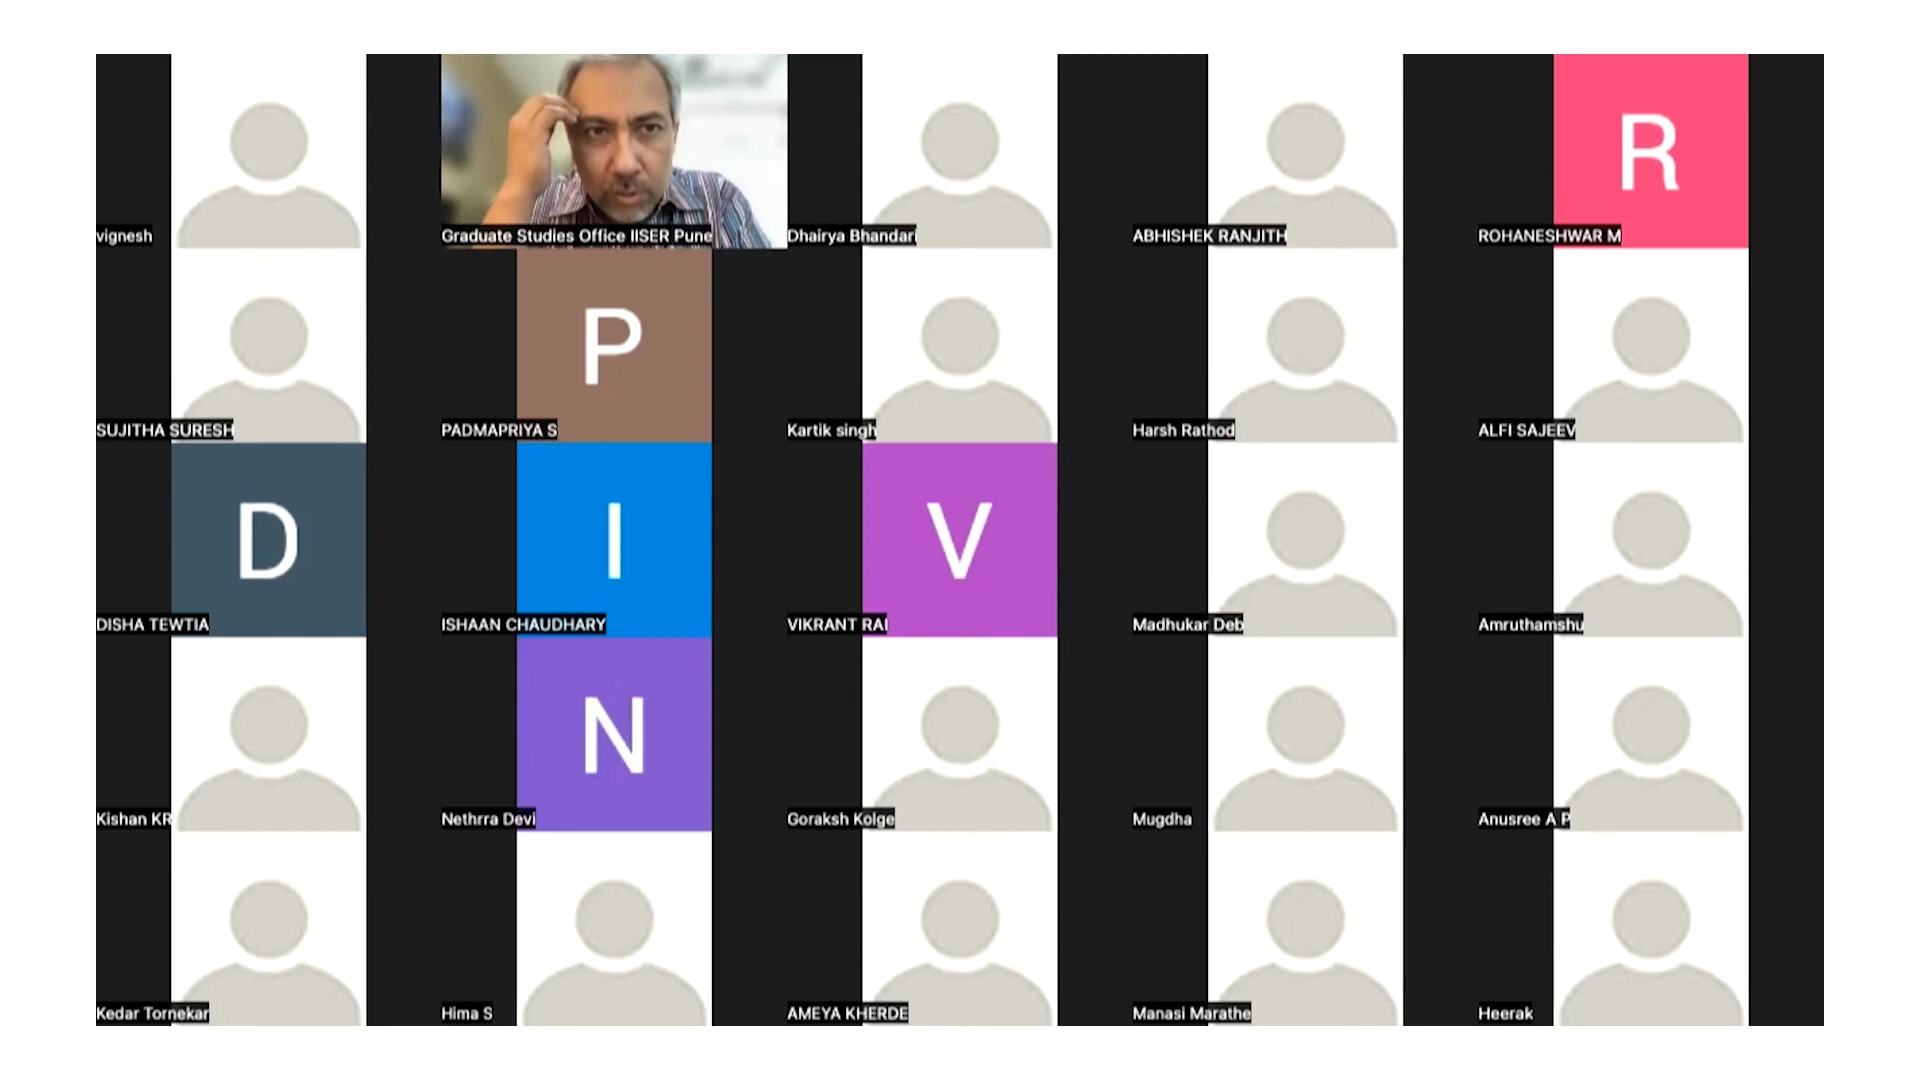 R
vignesh
Graduate Studies Office IISER Pune
Dhairya Bhandari
ABHISHEK RANJITH
ROHANESHWAR M
P
SUJITHA SURESH
PADMAPRIYA S
Kartik singh
Harsh Rathod
ALFI SAJEEV
D
I
V
DISHA TEWTIA
ISHAAN CHAUDHARY
VIKRANT RAI
Madhukar Deb
Amruthamshu
N
Kishan KR
Nethrra Devi
Goraksh Kolge
Mugdha
Anusree A P
Kedar Tornekar
Hima S
AMEYA KHERDE
Manasi Marathe
Heerak